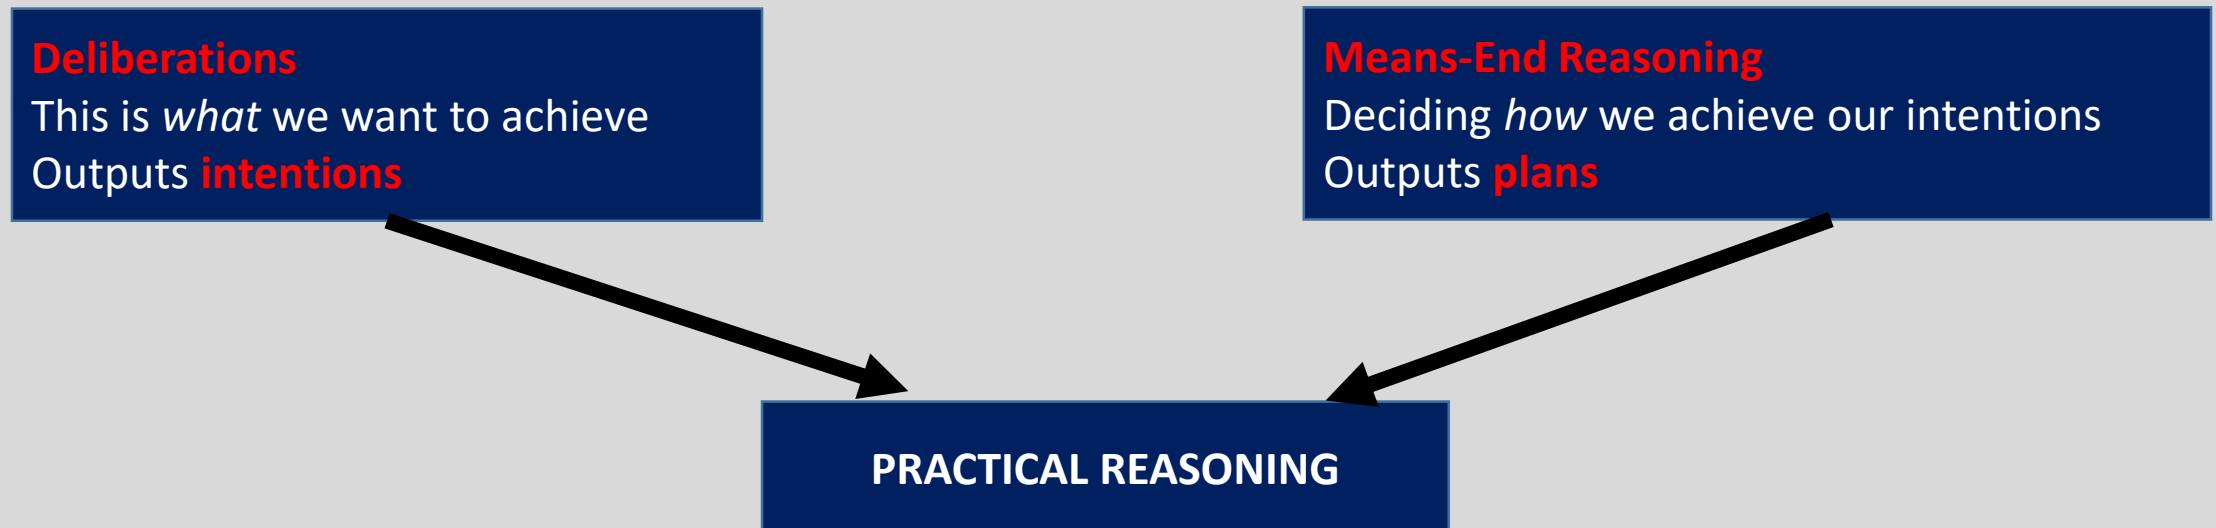 Deliberations
This is what we want to achieve
Outputs intentions
Means-End Reasoning
Deciding how we achieve our intentions
Outputs plans
PRACTICAL REASONING